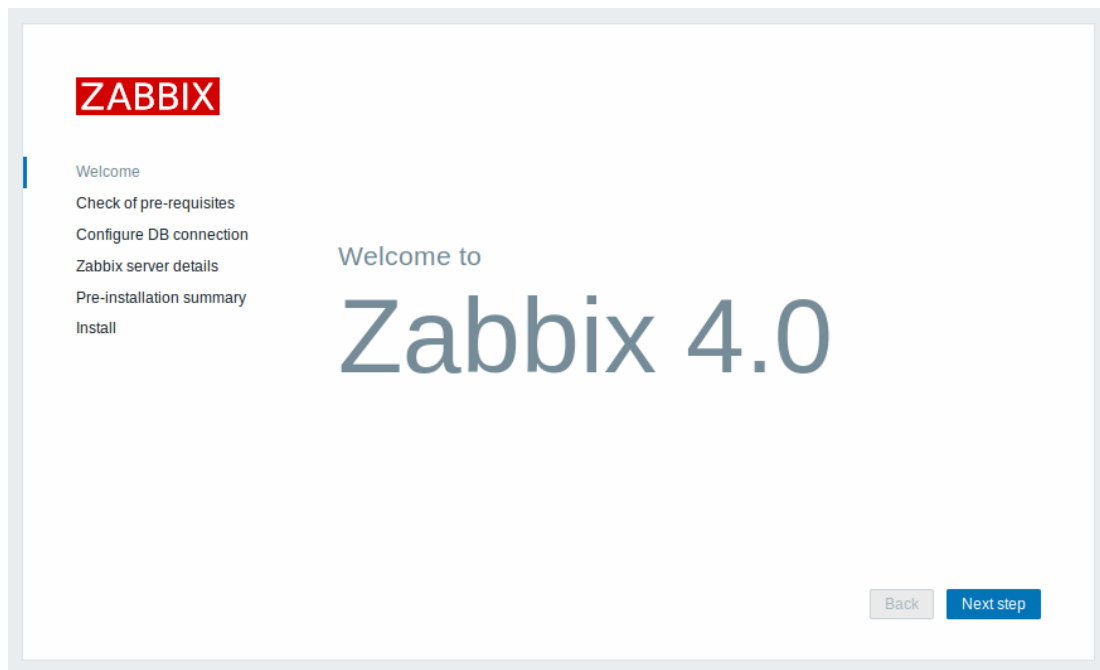 ZABBIX
Welcome
Check of pre-requisites
Configure DB connection
Zabbix server details
Pre-installation summary
Install
Welcome to
Zabbix 4.0
Back
Next step